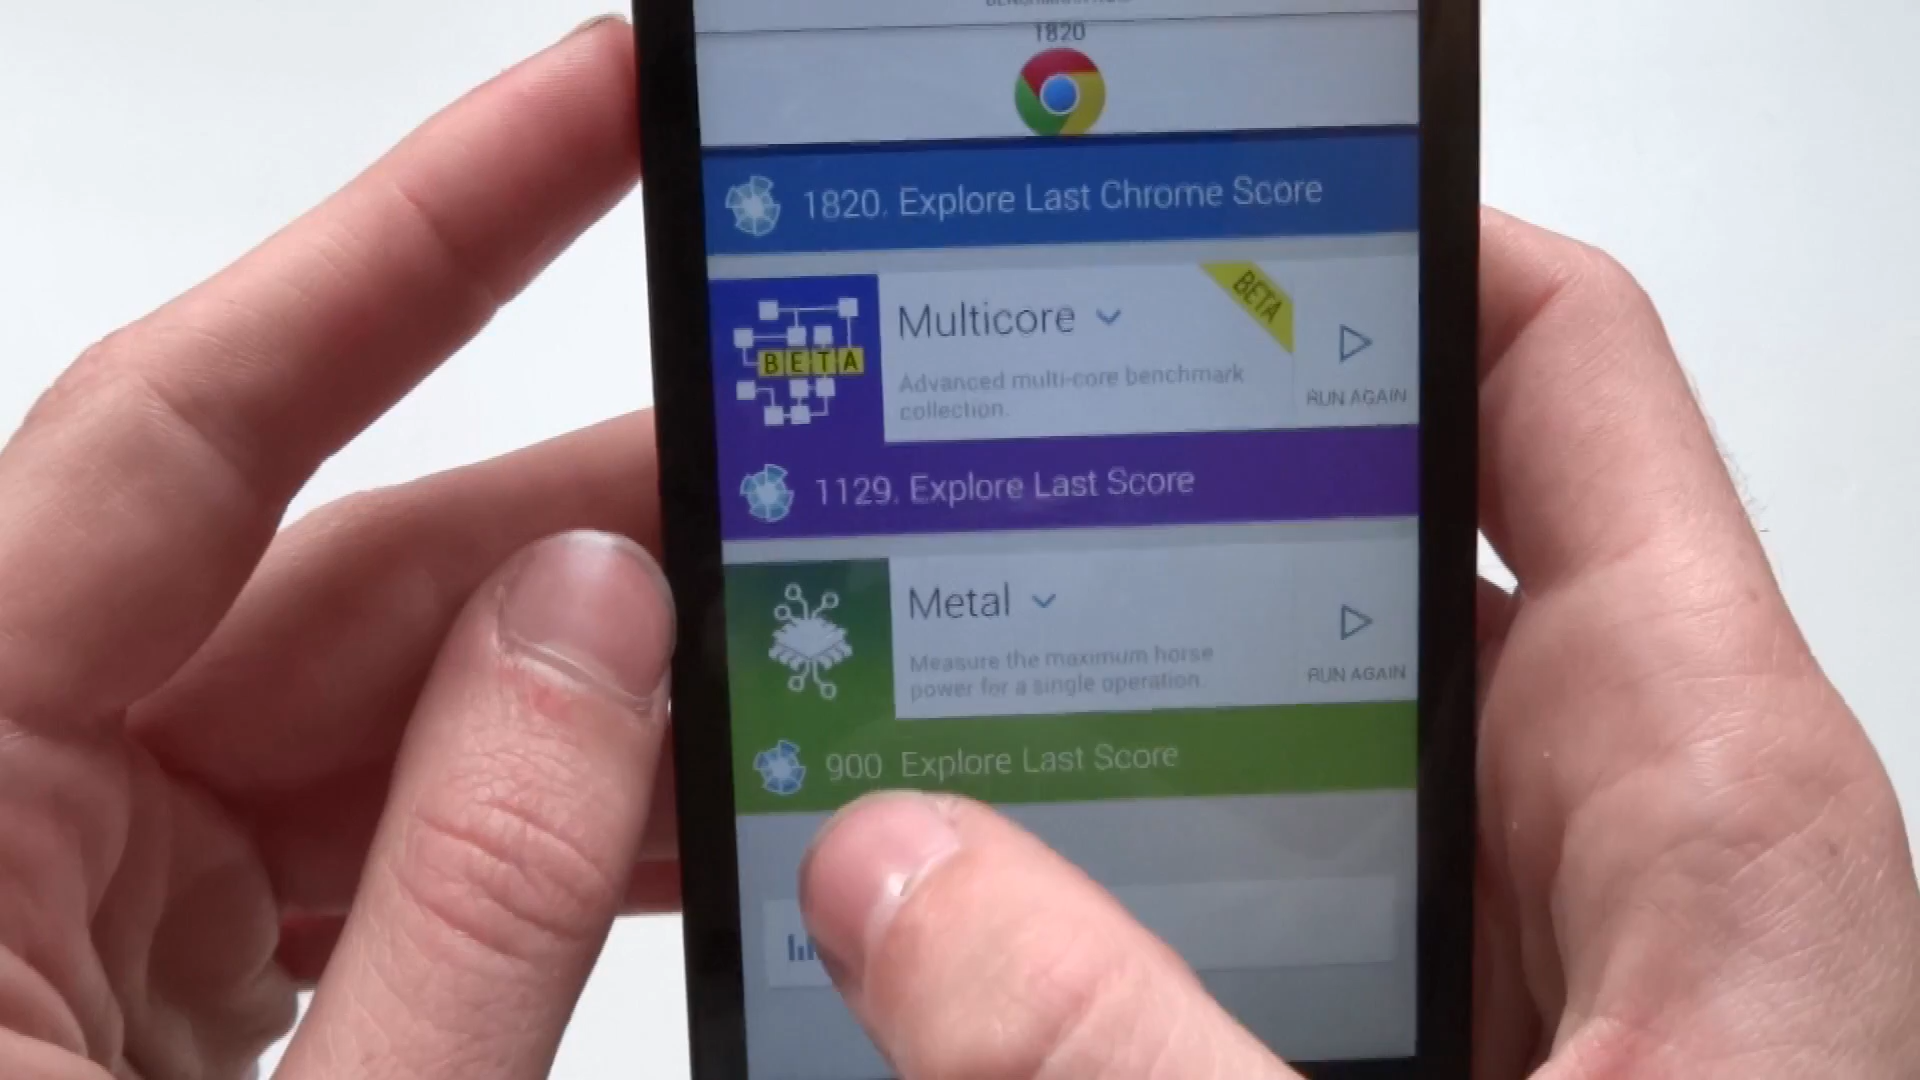 1820
1820. Explore Last Chrome Score
BETA
Multicore
BETA
Advanced multi-core benchmark
collection.
RUN AGAIN
1129. Explore Last Score
Metal
Measure the maximum horse
power for a single operation.
RUN AGAIN
900 Explore Last Score